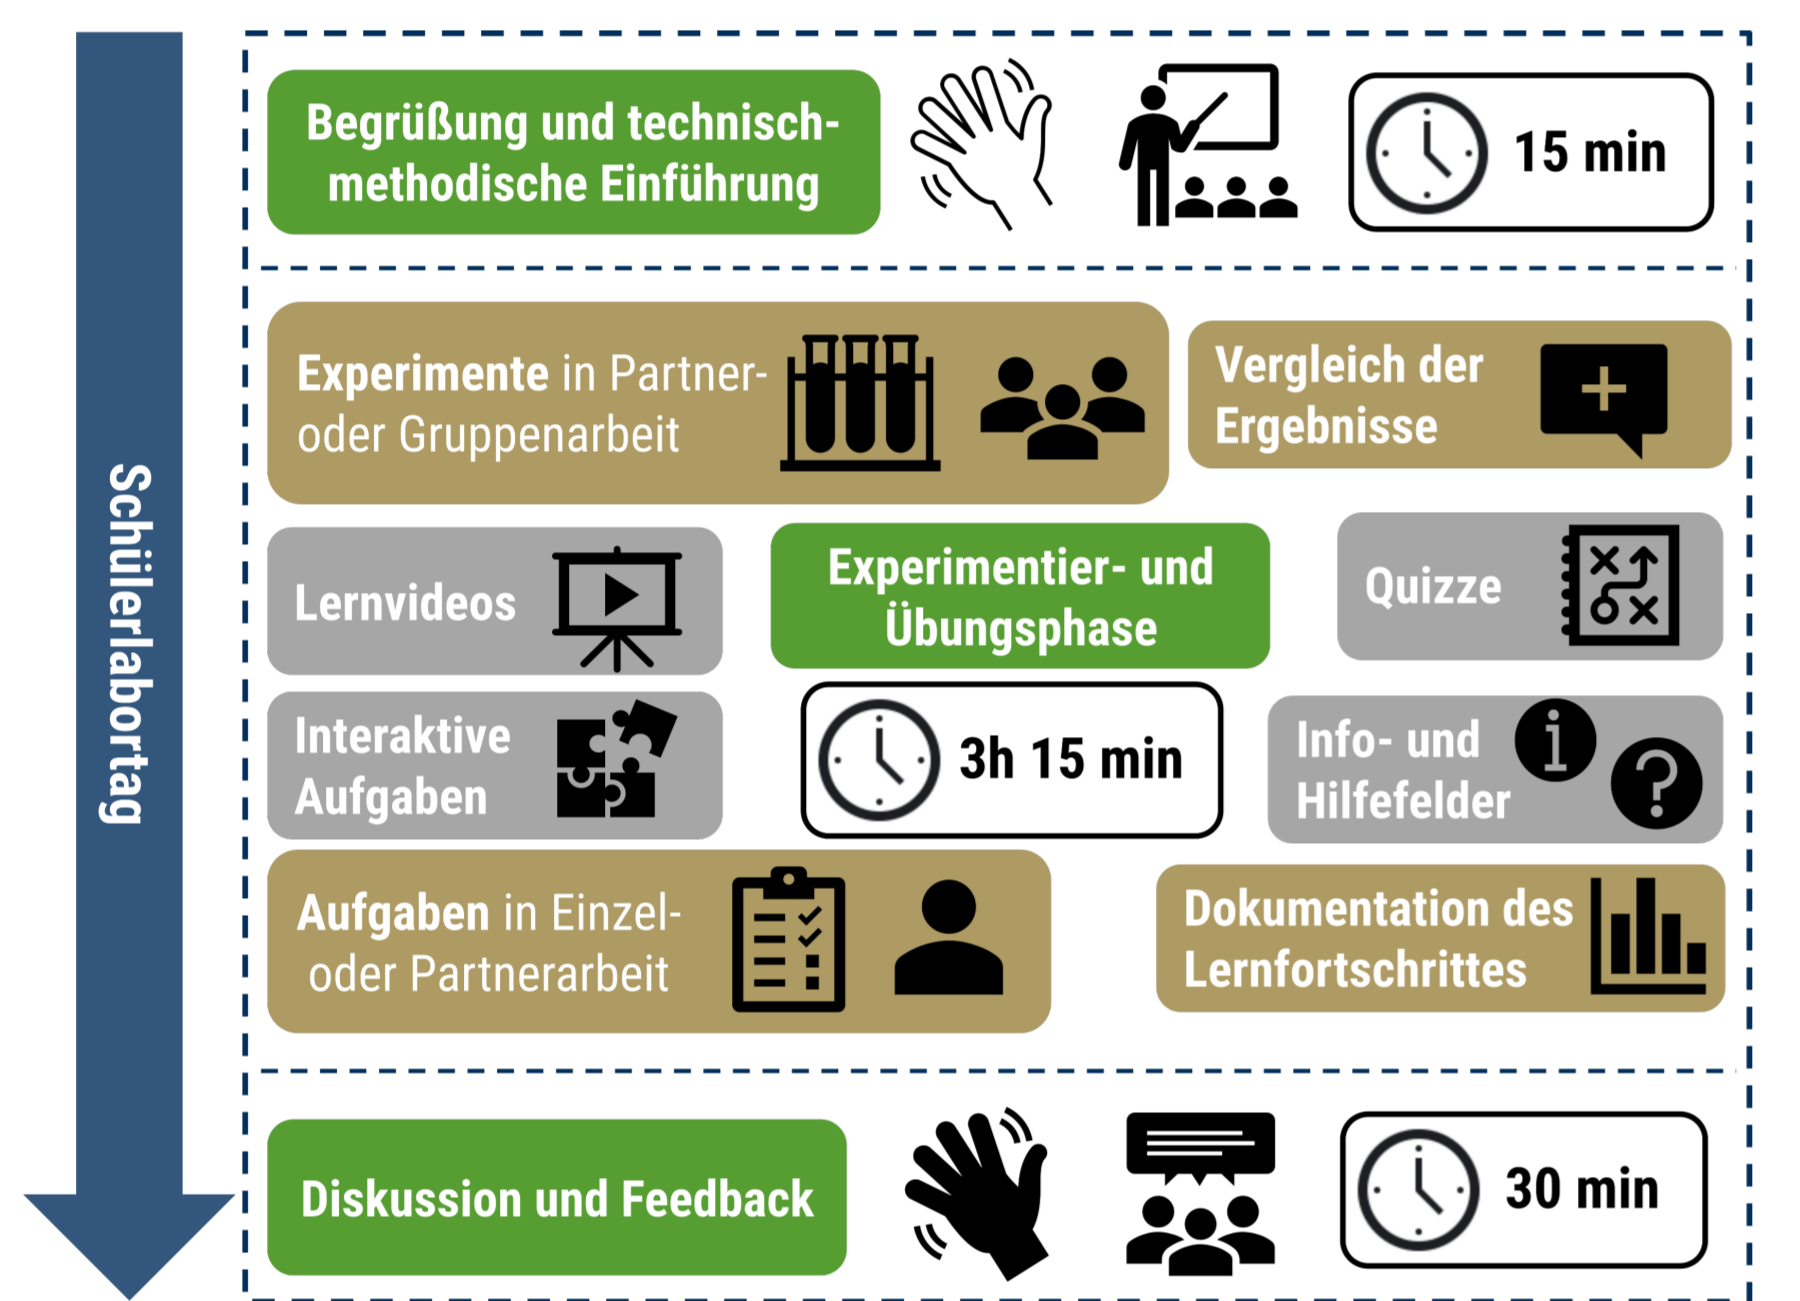 Schülerlabortag
Begrüßung und technisch-
methodische Einführung
15 min
Experimente in Partner-
oder Gruppenarbeit
Vergleich der
Ergebnisse
Lernvideos
Experimentier- und
Übungsphase
Quizze
Interaktive
Aufgaben
3h 15 min
Info- und
Hilfefelder
Aufgaben in Einzel-
oder Partnerarbeit
Dokumentation des
Lernfortschrittes
Diskussion und Feedback
30 min